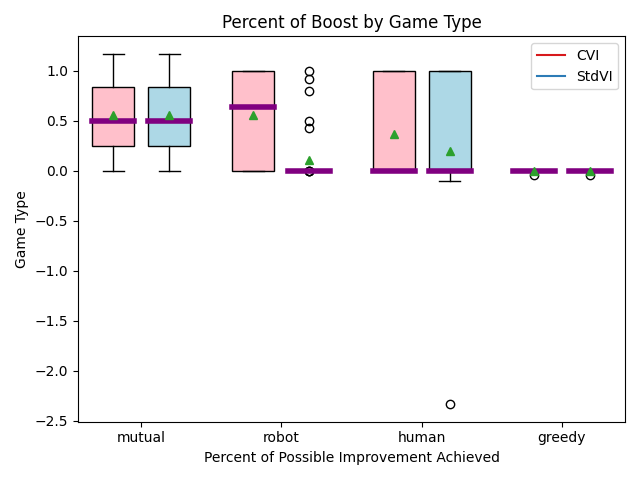 Percent of Boost by Game Type
CVI
StdVI
1.0
0.5
0.0
−0.5
−1.0
−1.5
−2.0
−2.5
Game Type
mutual robot human greedy
Percent of Possible Improvement Achieved